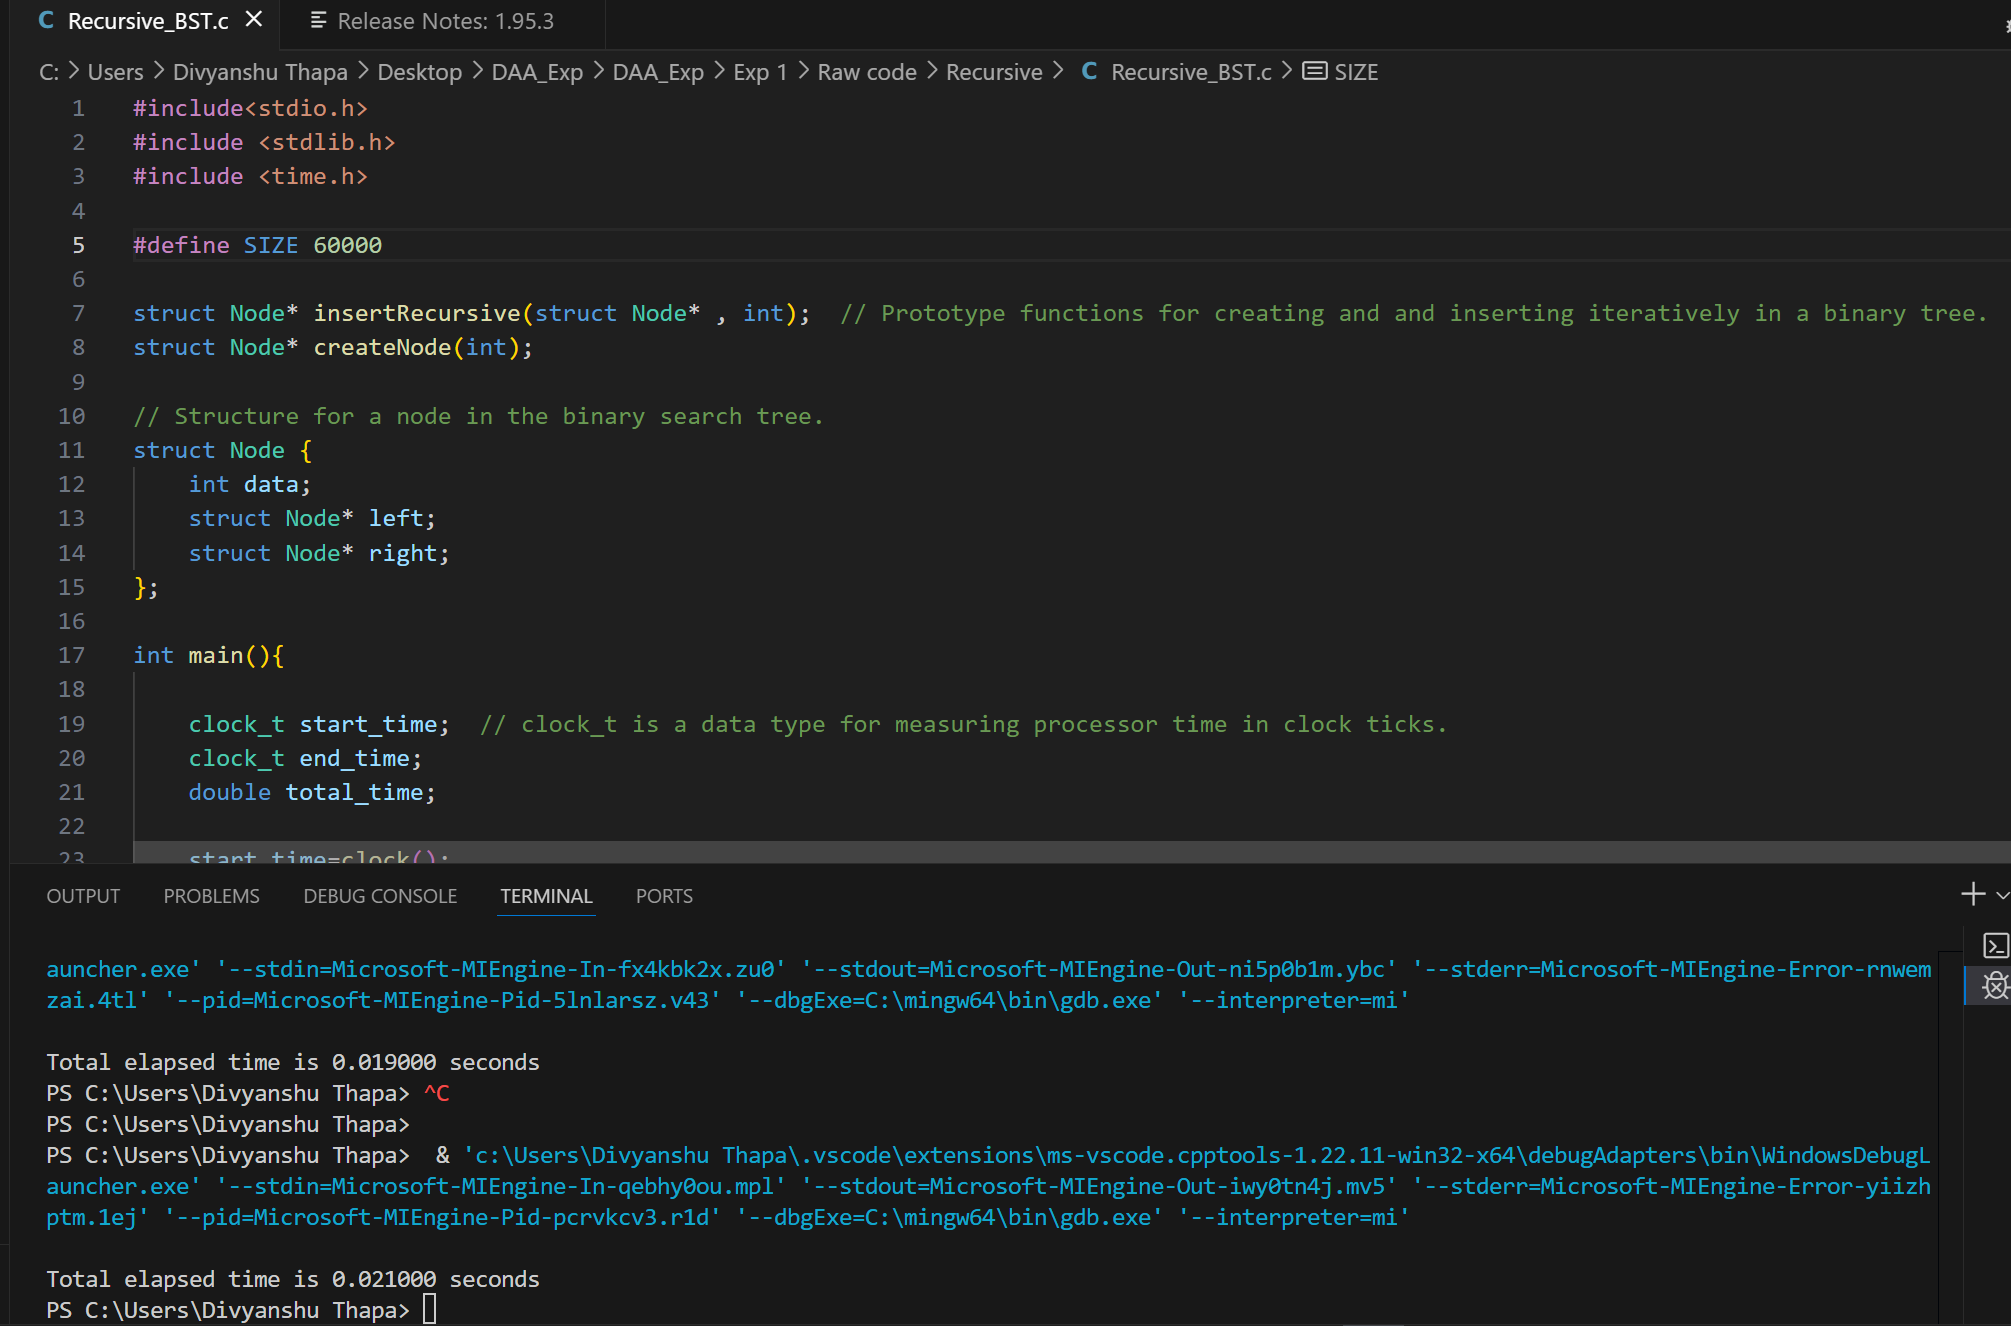 C Recursive_BST.c × Release Notes: 1.95.3
C: > Users > Divyanshu Thapa > Desktop > DAA_Exp > DAA_Exp > Exp 1 > Raw code > Recursive > C Recursive_BST.c > SIZE
1 #include<stdio.h>
2 #include <stdlib.h>
3 #include <time.h>
4
5 #define SIZE 60000
6
7 struct Node* insertRecursive(struct Node* , int);  // Prototype functions for creating and and inserting iteratively in a binary tree.
8 struct Node* createNode(int);
9
10 // Structure for a node in the binary search tree.
11 struct Node {
12     int data;
13     struct Node* left;
14     struct Node* right;
15 };
16
17 int main(){
18
19     clock_t start_time;  // clock_t is a data type for measuring processor time in clock ticks.
20     clock_t end_time;
21     double total_time;
22
23     start_time=clock();
OUTPUT PROBLEMS DEBUG CONSOLE TERMINAL PORTS
auncher.exe' '--stdin=Microsoft-MIEngine-In-fx4kbk2x.zu0' '--stdout=Microsoft-MIEngine-Out-ni5p0b1m.ybc' '--stderr=Microsoft-MIEngine-Error-rnwem
zai.4tl' '--pid=Microsoft-MIEngine-Pid-5lnlarsz.v43' '--dbgExe=C:\mingw64\bin\gdb.exe' '--interpreter=mi'
Total elapsed time is 0.019000 seconds
PS C:\Users\Divyanshu Thapa> ^C
PS C:\Users\Divyanshu Thapa>
PS C:\Users\Divyanshu Thapa>  & 'c:\Users\Divyanshu Thapa\.vscode\extensions\ms-vscode.cpptools-1.22.11-win32-x64\debugAdapters\bin\WindowsDebugL
auncher.exe' '--stdin=Microsoft-MIEngine-In-qebhy0ou.mpl' '--stdout=Microsoft-MIEngine-Out-iwy0tn4j.mv5' '--stderr=Microsoft-MIEngine-Error-yiizh
ptm.1ej' '--pid=Microsoft-MIEngine-Pid-pcrvkcv3.r1d' '--dbgExe=C:\mingw64\bin\gdb.exe' '--interpreter=mi'
Total elapsed time is 0.021000 seconds
PS C:\Users\Divyanshu Thapa>